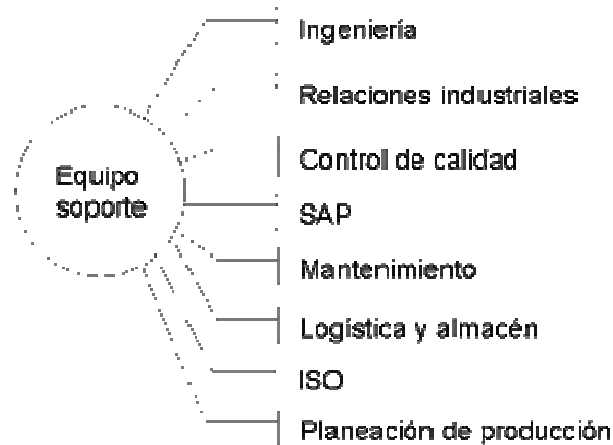 Ingeniería
Relaciones industriales
Control de calidad
Equipo
soporte
SAP
Mantenimiento
Logística y almacén
ISO
Planeación de producción